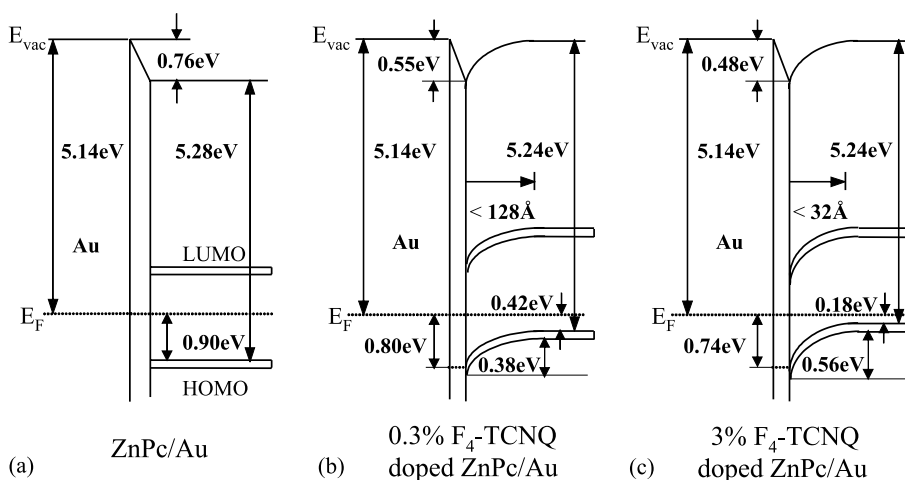 E_vac
0.76eV
5.14eV
5.28eV
Au
LUMO
E_F
0.90eV
HOMO
ZnPc/Au
(a)
E_vac
0.55eV
5.14eV
5.24eV
< 128Å
Au
E_F
0.42eV
0.80eV
0.38eV
0.3% F₄-TCNQ
doped ZnPc/Au
(b)
E_vac
0.48eV
5.14eV
5.24eV
< 32Å
Au
E_F
0.18eV
0.74eV
0.56eV
3% F₄-TCNQ
doped ZnPc/Au
(c)